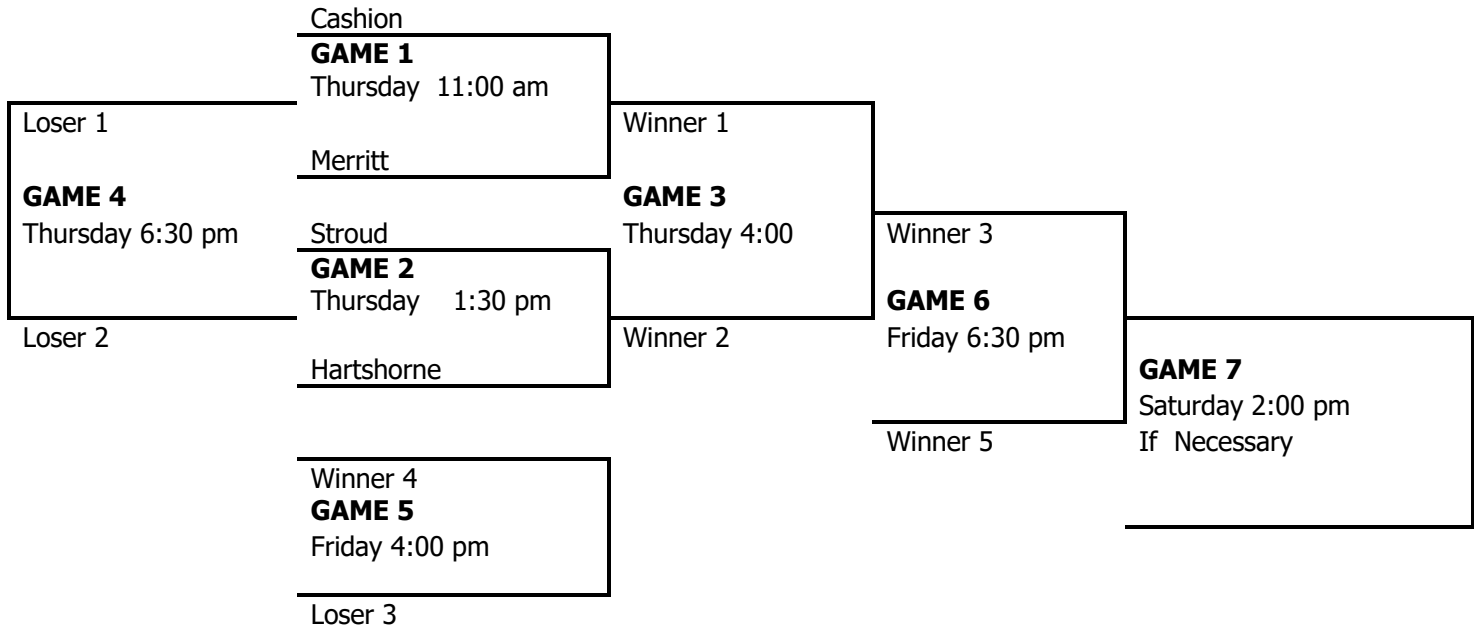 Cashion
GAME 1
Thursday 11:00 am
Loser 1
Winner 1
Merritt
GAME 4
GAME 3
Thursday 6:30 pm
Stroud
Thursday 4:00
Winner 3
GAME 2
Thursday 1:30 pm
GAME 6
Loser 2
Winner 2
Friday 6:30 pm
Hartshorne
GAME 7
Saturday 2:00 pm
Winner 5
If Necessary
Winner 4
GAME 5
Friday 4:00 pm
Loser 3